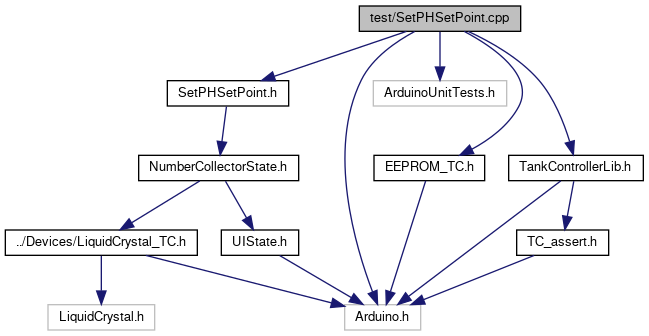 test/SetPHSetPoint.cpp
SetPHSetPoint.h
ArduinoUnitTests.h
NumberCollectorState.h
EEPROM_TC.h
TankControllerLib.h
../Devices/LiquidCrystal_TC.h
UIState.h
TC_assert.h
LiquidCrystal.h
Arduino.h